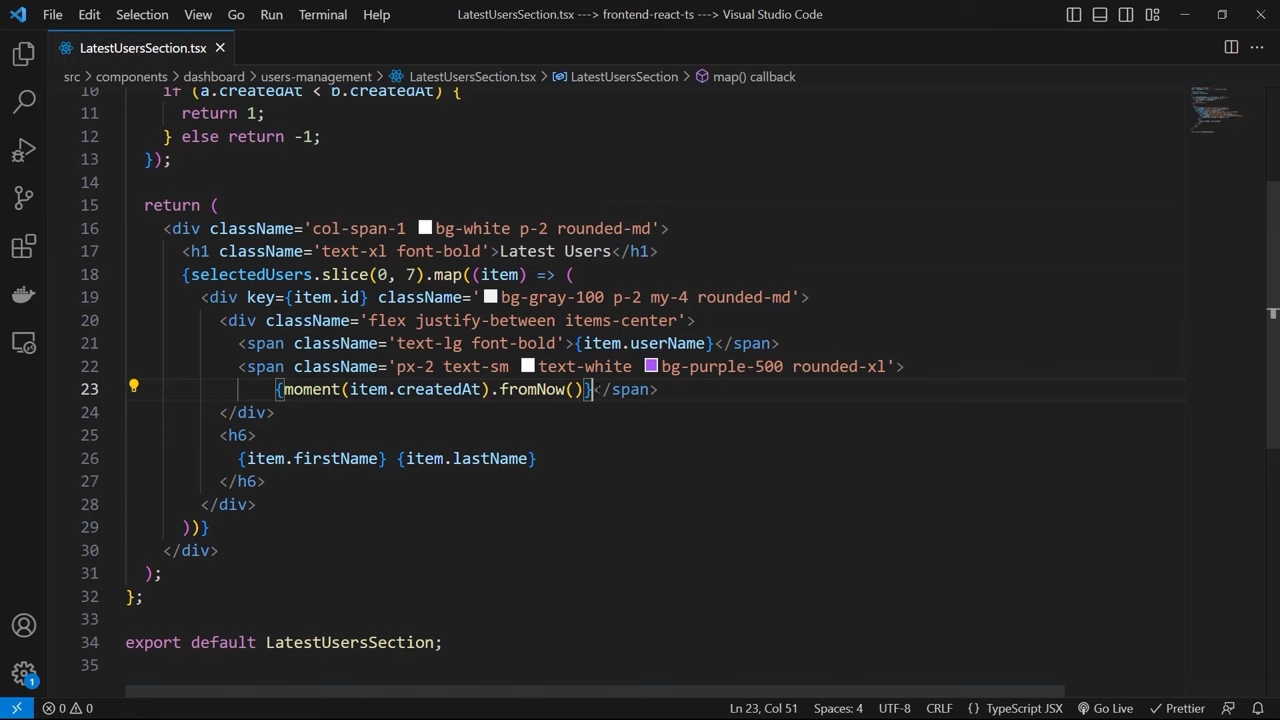 File Edit Selection View Go Run Terminal Help LatestUsersSection.tsx ---> frontend-react-ts ---> Visual Studio Code
LatestUsersSection.tsx
src > components > dashboard > users-management > LatestUsersSection.tsx > LatestUsersSection > map() callback
10 if (a.createdAt < b.createdAt) {
11 return 1;
12 } else return -1;
13 });
14
15 return (
16 <div className='col-span-1 bg-white p-2 rounded-md'>
17 <h1 className='text-xl font-bold'>Latest Users</h1>
18 {selectedUsers.slice(0, 7).map((item) => (
19 <div key={item.id} className='bg-gray-100 p-2 my-4 rounded-md'>
20 <div className='flex justify-between items-center'>
21 <span className='text-lg font-bold'>{item.userName}</span>
22 <span className='px-2 text-sm text-white bg-purple-500 rounded-xl'>
23 {moment(item.createdAt).fromNow()}</span>
24 </div>
25 <h6>
26 {item.firstName} {item.lastName}
27 </h6>
28 </div>
29 ))}
30 </div>
31 );
32 };
33
34 export default LatestUsersSection;
35
1
0 0 Ln 23, Col 51 Spaces: 4 UTF-8 CRLF {} TypeScript JSX Go Live Prettier